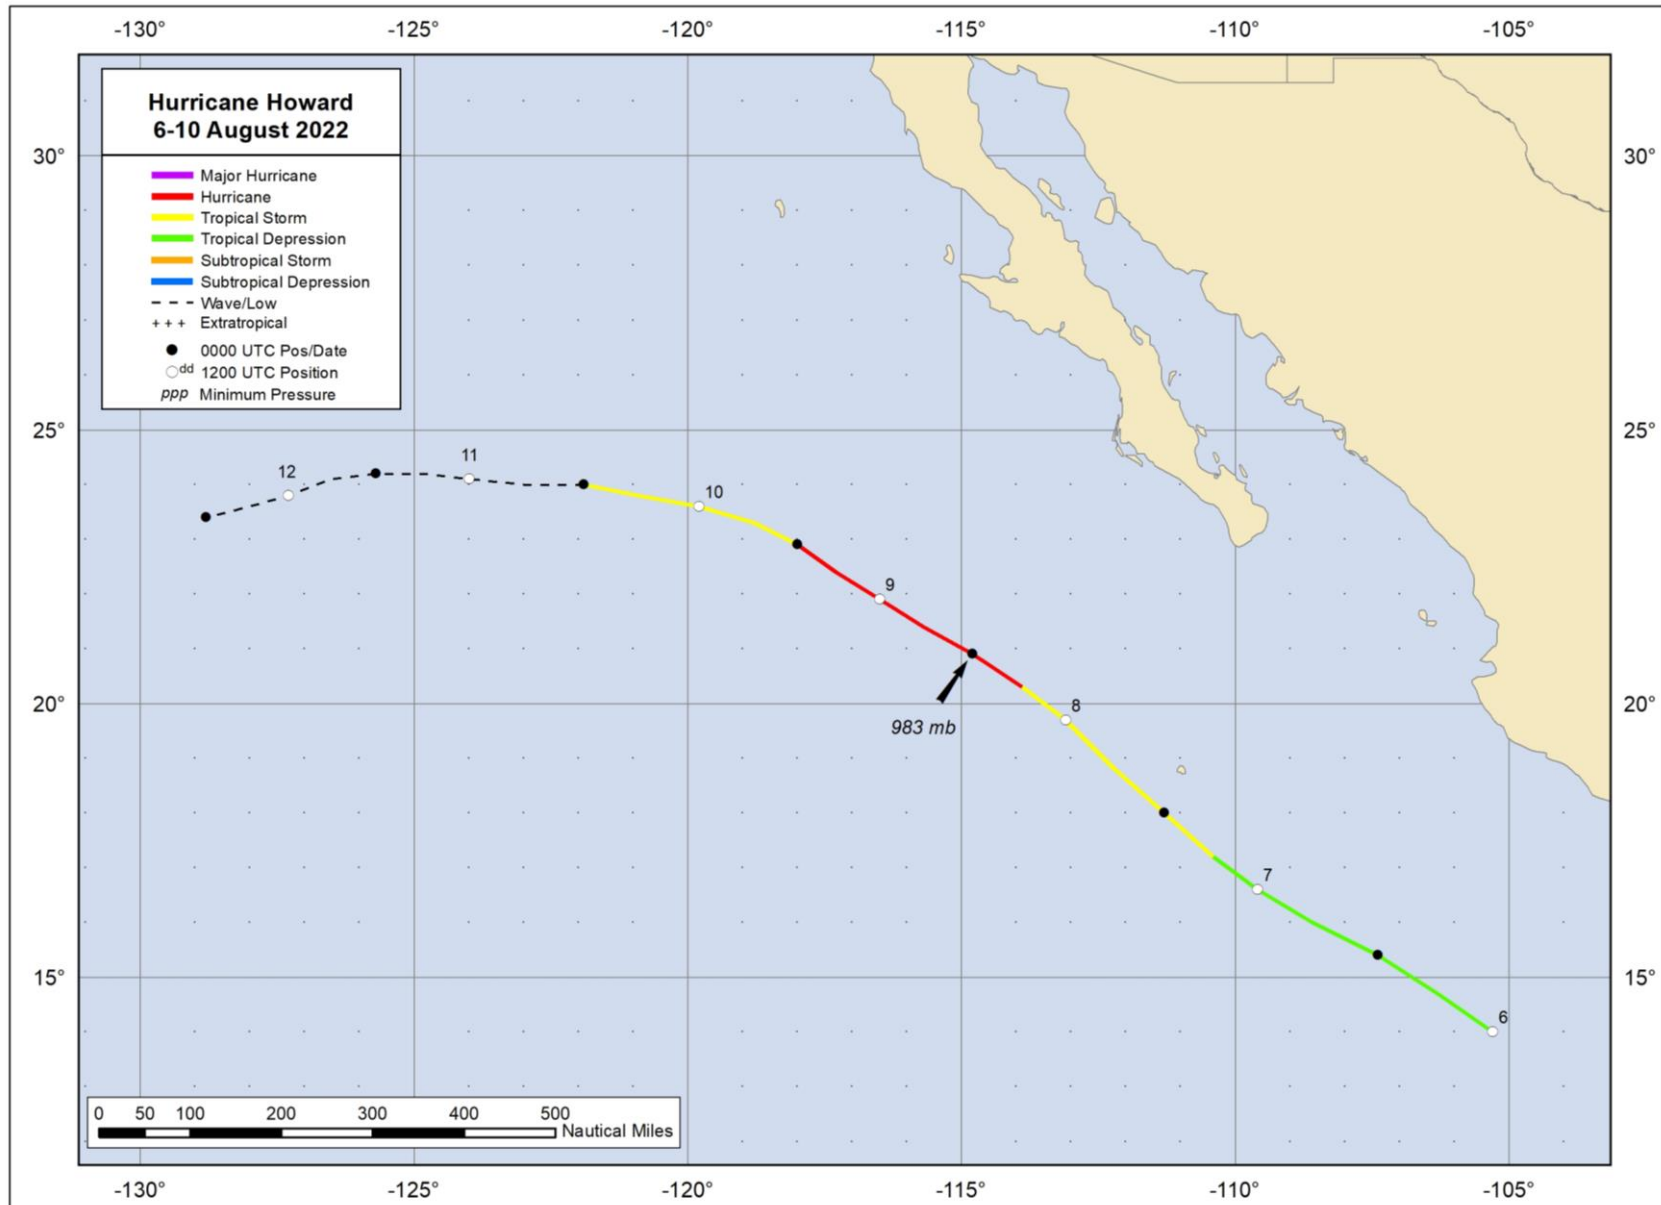 -130° -125° -120° -115° -110° -105°
Hurricane Howard
6-10 August 2022
Major Hurricane
Hurricane
Tropical Storm
Tropical Depression
Subtropical Storm
Subtropical Depression
Wave/Low
+ + + Extratropical
0000 UTC Pos/Date
dd 1200 UTC Position
ppp Minimum Pressure
30° 30°
25° 25°
12 11
10
9
8
20° 20°
983 mb
7
15° 15°
6
0 50 100 200 300 400 500
Nautical Miles
-130° -125° -120° -115° -110° -105°